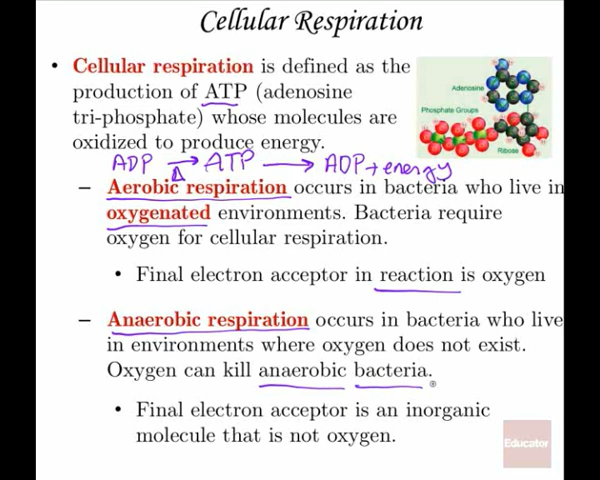 Cellular Respiration
• Cellular respiration is defined as the
production of ATP (adenosine
tri-phosphate) whose molecules are
oxidized to produce energy.
Adenosine
Phosphate Groups
Ribose
ADP → ATP → ADP + energy
– Aerobic respiration occurs in bacteria who live in
oxygenated environments. Bacteria require
oxygen for cellular respiration.
• Final electron acceptor in reaction is oxygen
– Anaerobic respiration occurs in bacteria who live
in environments where oxygen does not exist.
Oxygen can kill anaerobic bacteria.
• Final electron acceptor is an inorganic
molecule that is not oxygen.
Educator